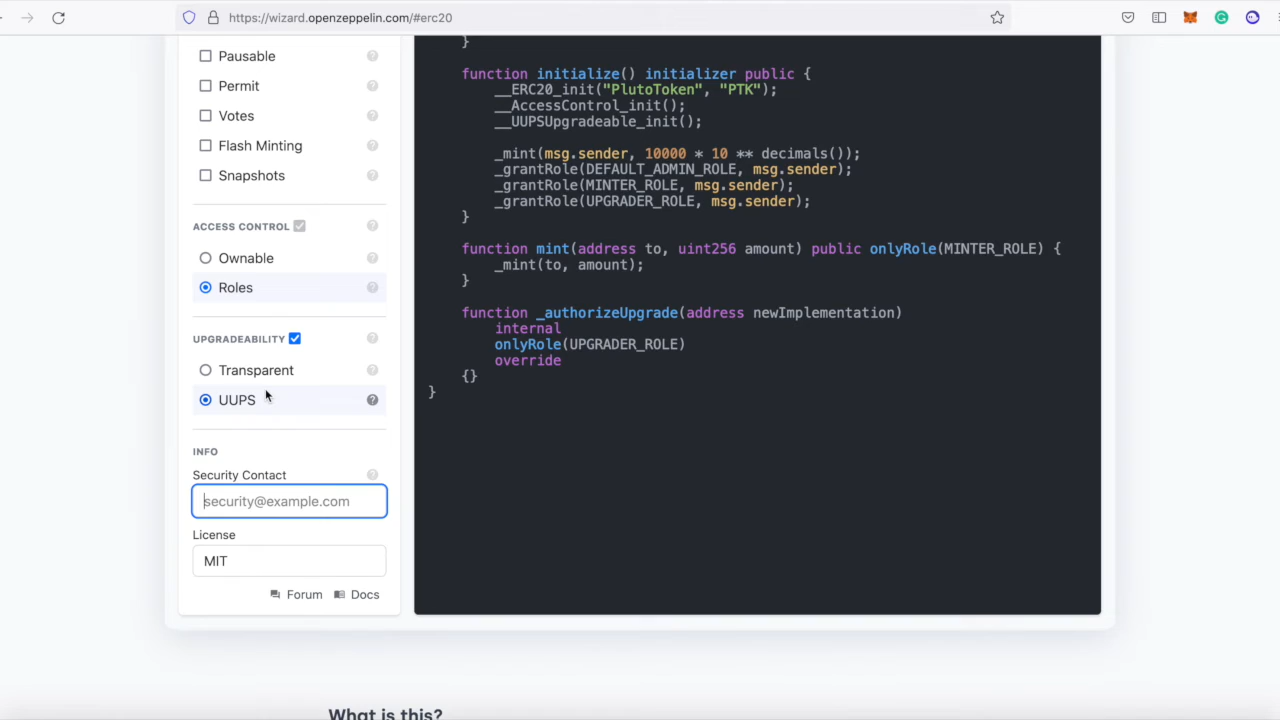 https://wizard.openzeppelin.com/#erc20
Pausable ?
Permit ?
Votes ?
Flash Minting ?
Snapshots ?
ACCESS CONTROL ?
Ownable
Roles ?
UPGRADEABILITY ?
Transparent ?
UUPS ?
INFO
Security Contact ?
security@example.com
License
MIT
Forum Docs
}
function initialize() initializer public {
__ERC20_init("PlutoToken", "PTK");
__AccessControl_init();
__UUPSUpgradeable_init();
_mint(msg.sender, 10000 * 10 ** decimals());
_grantRole(DEFAULT_ADMIN_ROLE, msg.sender);
_grantRole(MINTER_ROLE, msg.sender);
_grantRole(UPGRADER_ROLE, msg.sender);
}
function mint(address to, uint256 amount) public onlyRole(MINTER_ROLE) {
_mint(to, amount);
}
function _authorizeUpgrade(address newImplementation)
internal
onlyRole(UPGRADER_ROLE)
override
{}
}
What is this?